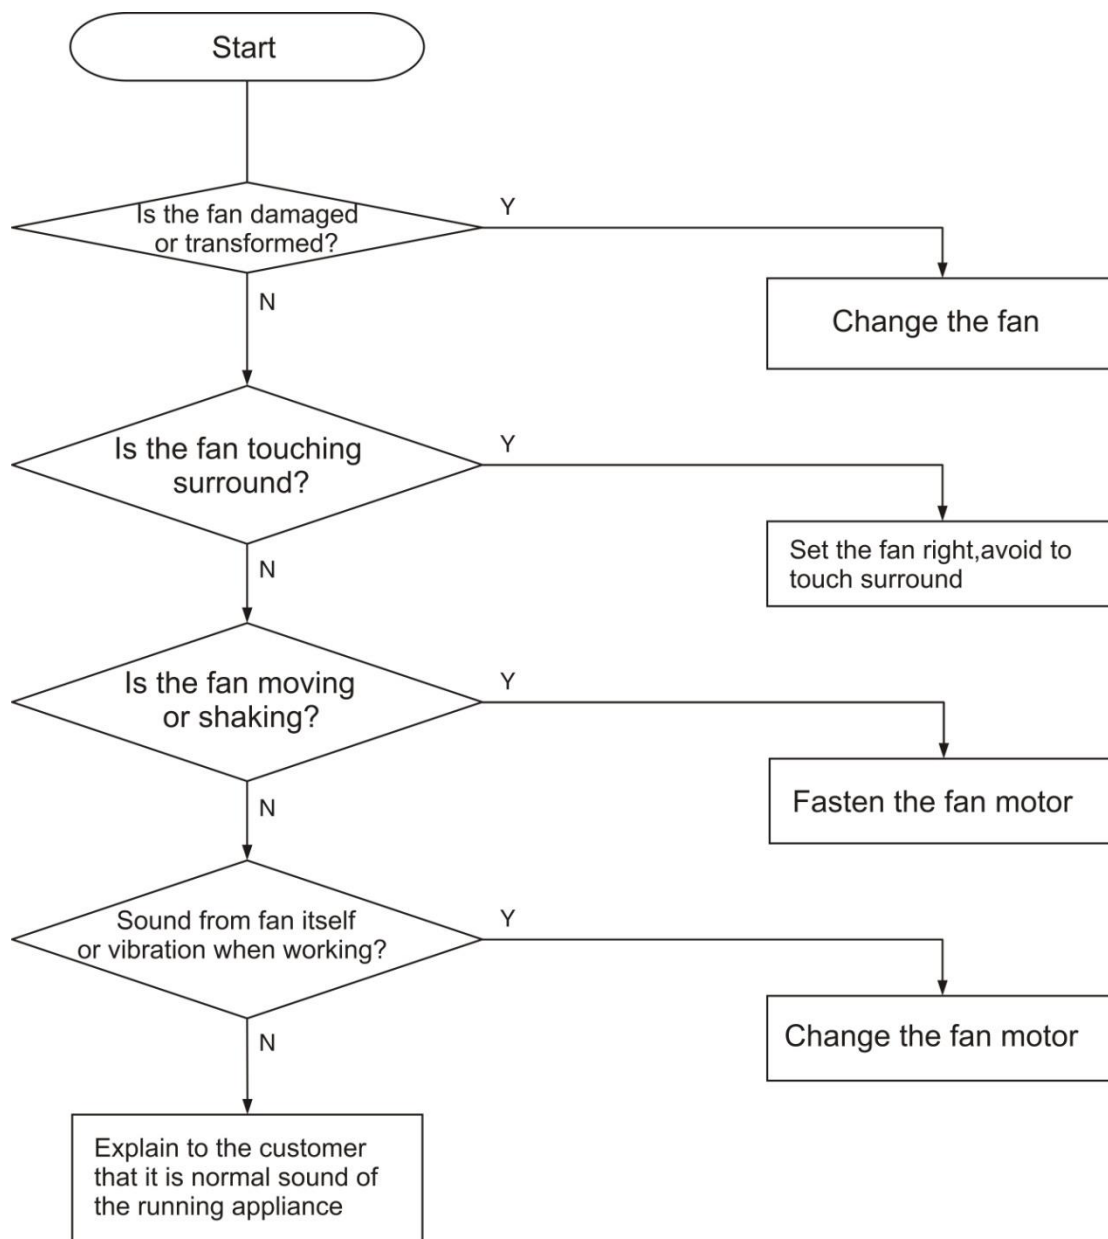 Start
Is the fan damaged
or transformed?
Y
Change the fan
N
Is the fan touching
surround?
Y
Set the fan right,avoid to
touch surround
N
Is the fan moving
or shaking?
Y
Fasten the fan motor
N
Sound from fan itself
or vibration when working?
Y
Change the fan motor
N
Explain to the customer
that it is normal sound of
the running appliance